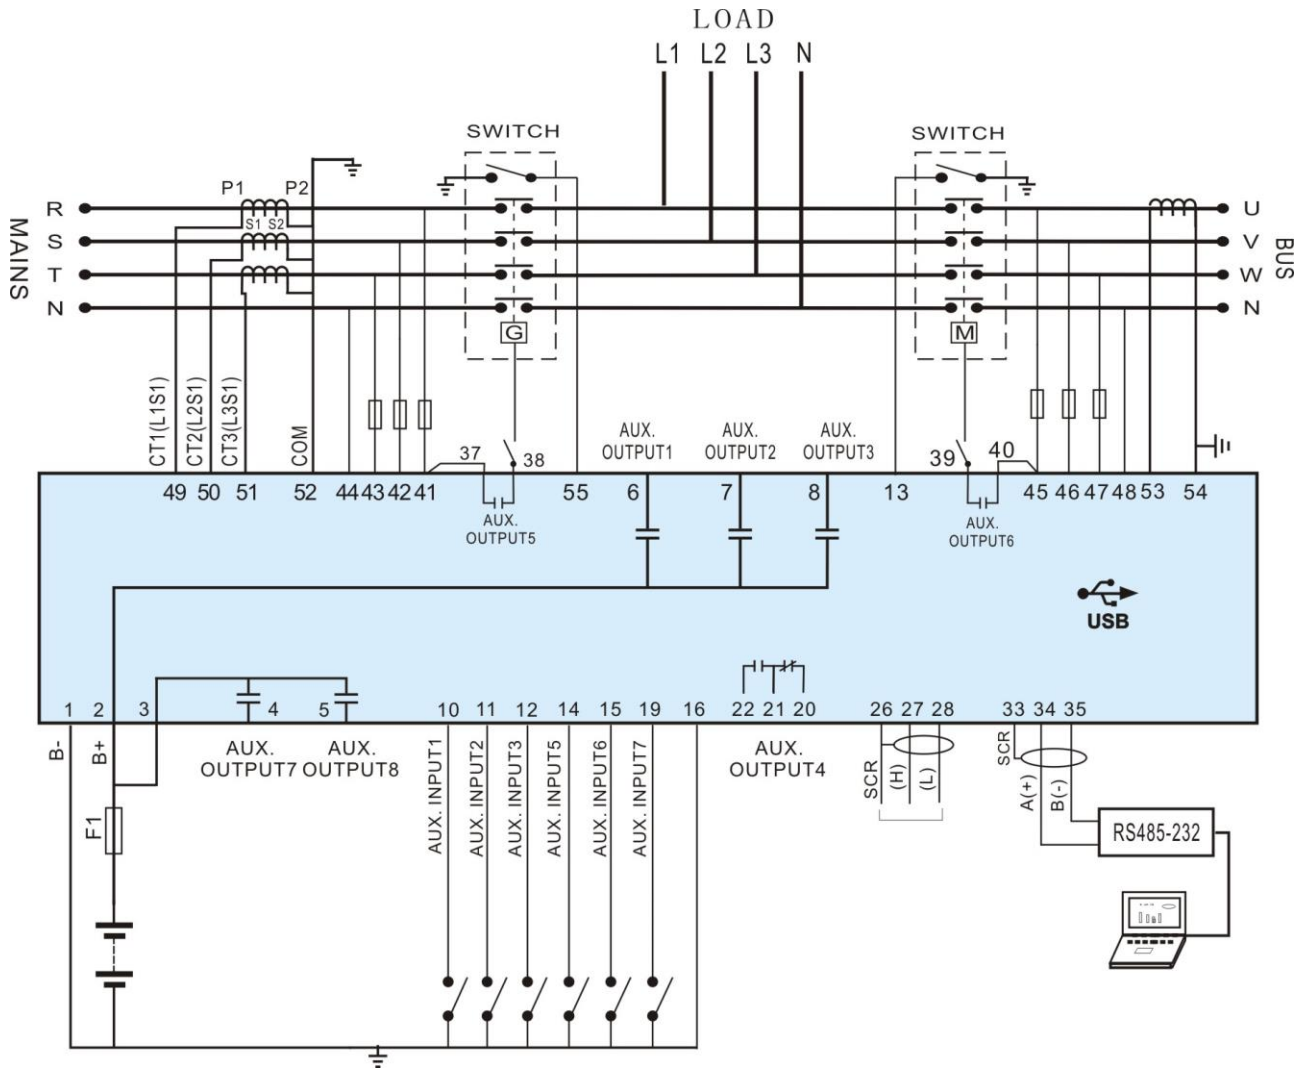 LOAD
L1 L2 L3 N
SWITCH
SWITCH
P1 P2
R
S1 S2
S
T
N
MAINS
U
V
W
N
BUS
G
M
CT1(L1S1)
CT2(L2S1)
CT3(L3S1)
COM
37
38
AUX.
OUTPUT1
AUX.
OUTPUT2
AUX.
OUTPUT3
39
40
49 50 51 52 44 43 42 41 55 6 7 8 13 45 46 47 48 53 54
AUX.
OUTPUT5
AUX.
OUTPUT6
USB
1 2 3 4 5 10 11 12 14 15 19 16 22 21 20 26 27 28 33 34 35
B-
B+
AUX.
OUTPUT7
AUX.
OUTPUT8
AUX. INPUT1
AUX. INPUT2
AUX. INPUT3
AUX. INPUT5
AUX. INPUT6
AUX. INPUT7
AUX.
OUTPUT4
SCR
(H)
(L)
SCR
A(+)
B(-)
F1
RS485-232